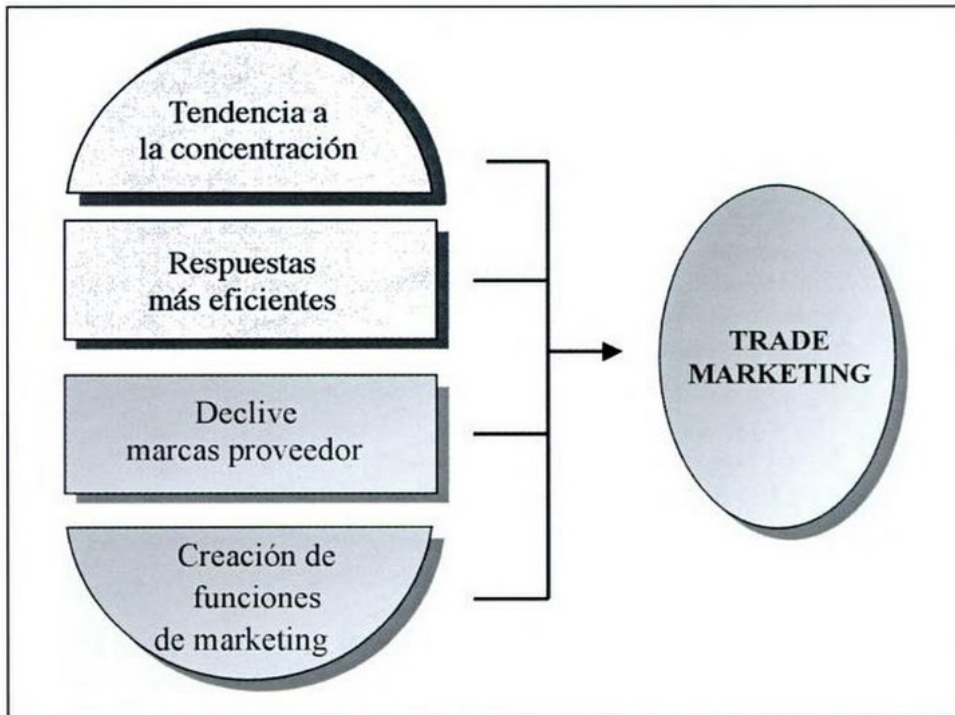 Tendencia a
la concentración
Respuestas
más eficientes
Declive
marcas proveedor
Creación de
funciones
de marketing
TRADE
MARKETING